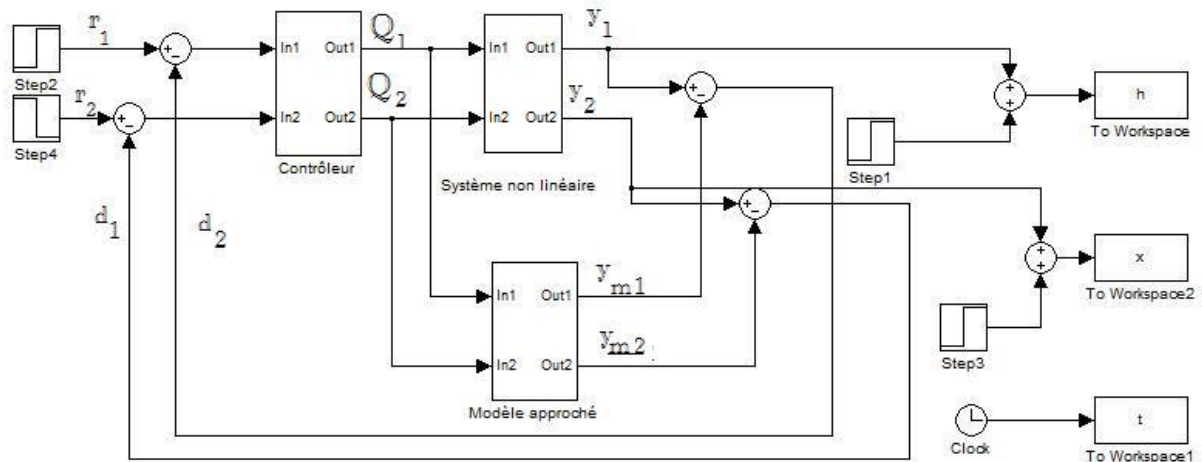 r1
Step2
r2
Step4
In1
In2
Out1
Out2
Contrôleur
Q1
Q2
In1
In2
Out1
Out2
Système non linéaire
y1
y2
Step1
h
To Workspace
d1
d2
In1
In2
Out1
Out2
Modèle approché
ym1
ym2
Step3
x
To Workspace2
Clock
t
To Workspace1